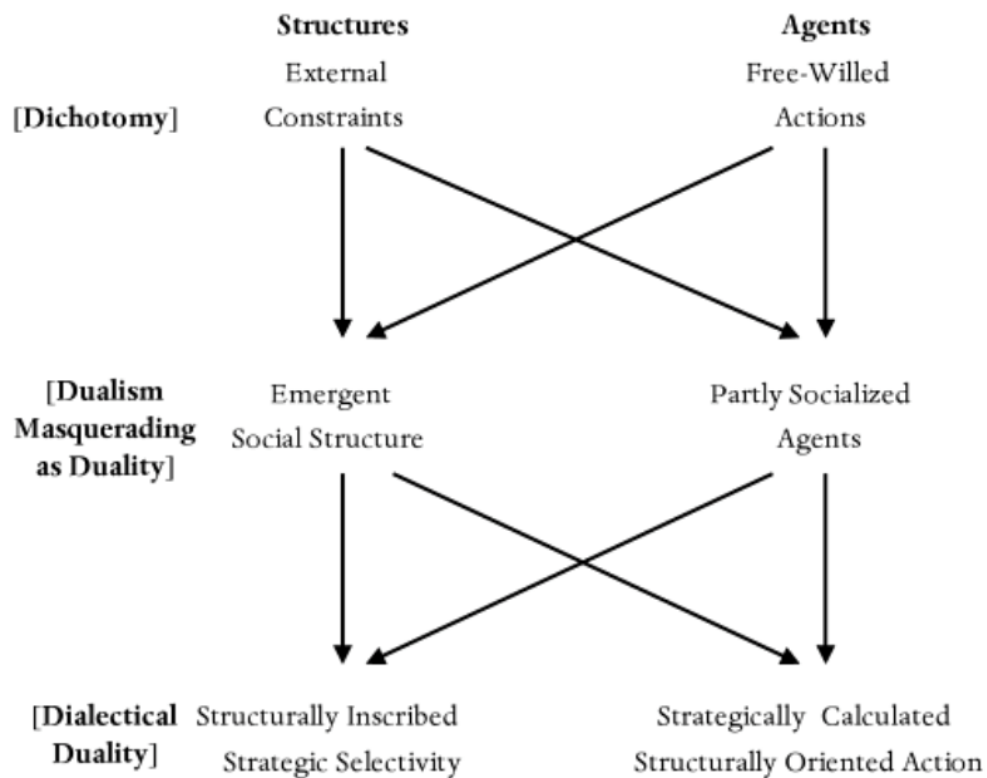 Structures
Agents
External
Free-Willed
[Dichotomy]
Constraints
Actions
[Dualism
Masquerading
as Duality]
Emergent
Social Structure
Partly Socialized
Agents
[Dialectical
Duality]
Structurally Inscribed
Strategic Selectivity
Strategically Calculated
Structurally Oriented Action